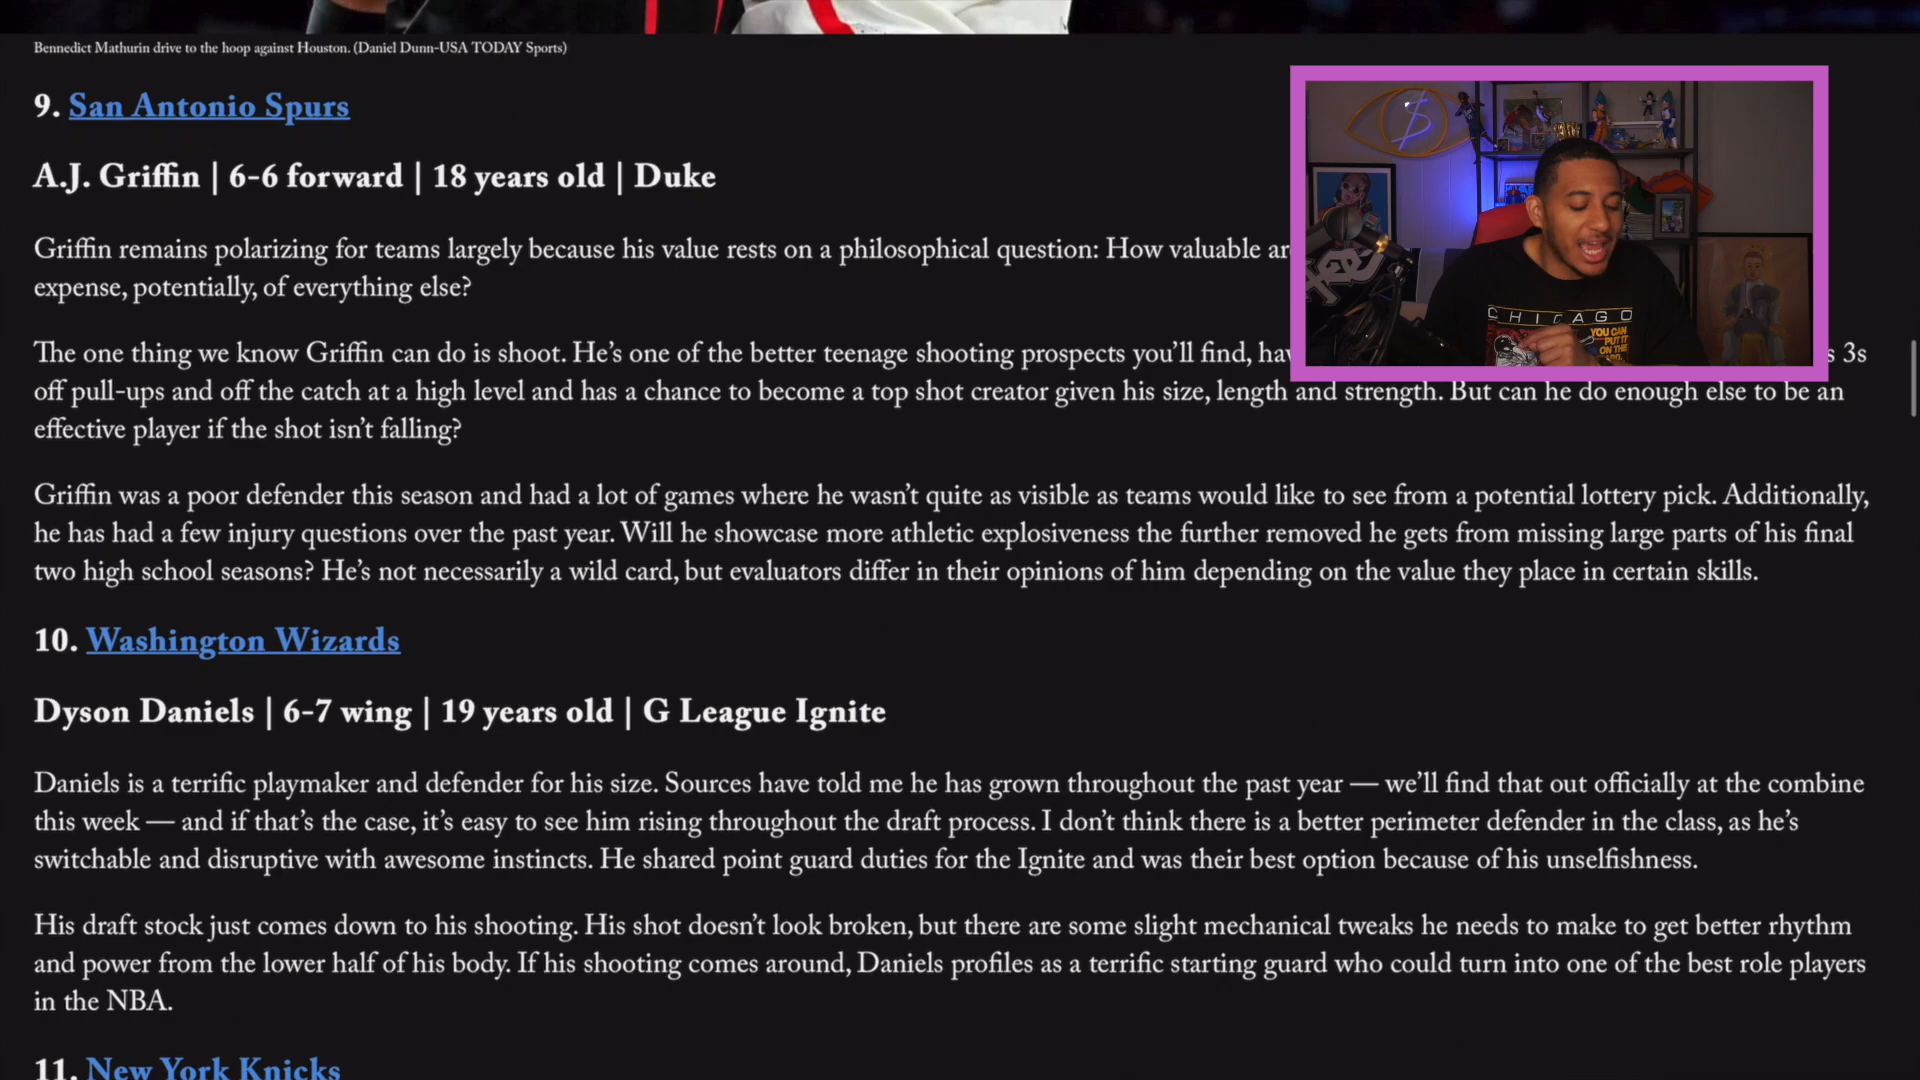 Bennedict Mathurin drive to the hoop against Houston. (Daniel Dunn-USA TODAY Sports)
9. San Antonio Spurs
A.J. Griffin | 6-6 forward | 18 years old | Duke
Griffin remains polarizing for teams largely because his value rests on a philosophical question: How valuable
expense, potentially, of everything else?
The one thing we know Griffin can do is shoot. He’s one of the better teenage shooting prospects you’ll find, 3s
off pull-ups and off the catch at a high level and has a chance to become a top shot creator given his size, length and strength. But can he do enough else to be an
effective player if the shot isn’t falling?
Griffin was a poor defender this season and had a lot of games where he wasn’t quite as visible as teams would like to see from a potential lottery pick. Additionally,
he has had a few injury questions over the past year. Will he showcase more athletic explosiveness the further removed he gets from missing large parts of his final
two high school seasons? He’s not necessarily a wild card, but evaluators differ in their opinions of him depending on the value they place in certain skills.
10. Washington Wizards
Dyson Daniels | 6-7 wing | 19 years old | G League Ignite
Daniels is a terrific playmaker and defender for his size. Sources have told me he has grown throughout the past year — we’ll find that out officially at the combine
this week — and if that’s the case, it’s easy to see him rising throughout the draft process. I don’t think there is a better perimeter defender in the class, as he’s
switchable and disruptive with awesome instincts. He shared point guard duties for the Ignite and was their best option because of his unselfishness.
His draft stock just comes down to his shooting. His shot doesn’t look broken, but there are some slight mechanical tweaks he needs to make to get better rhythm
and power from the lower half of his body. If his shooting comes around, Daniels profiles as a terrific starting guard who could turn into one of the best role players
in the NBA.
11. New York Knicks
CHICAGO
YOU CAN
PUT IT
ON THE